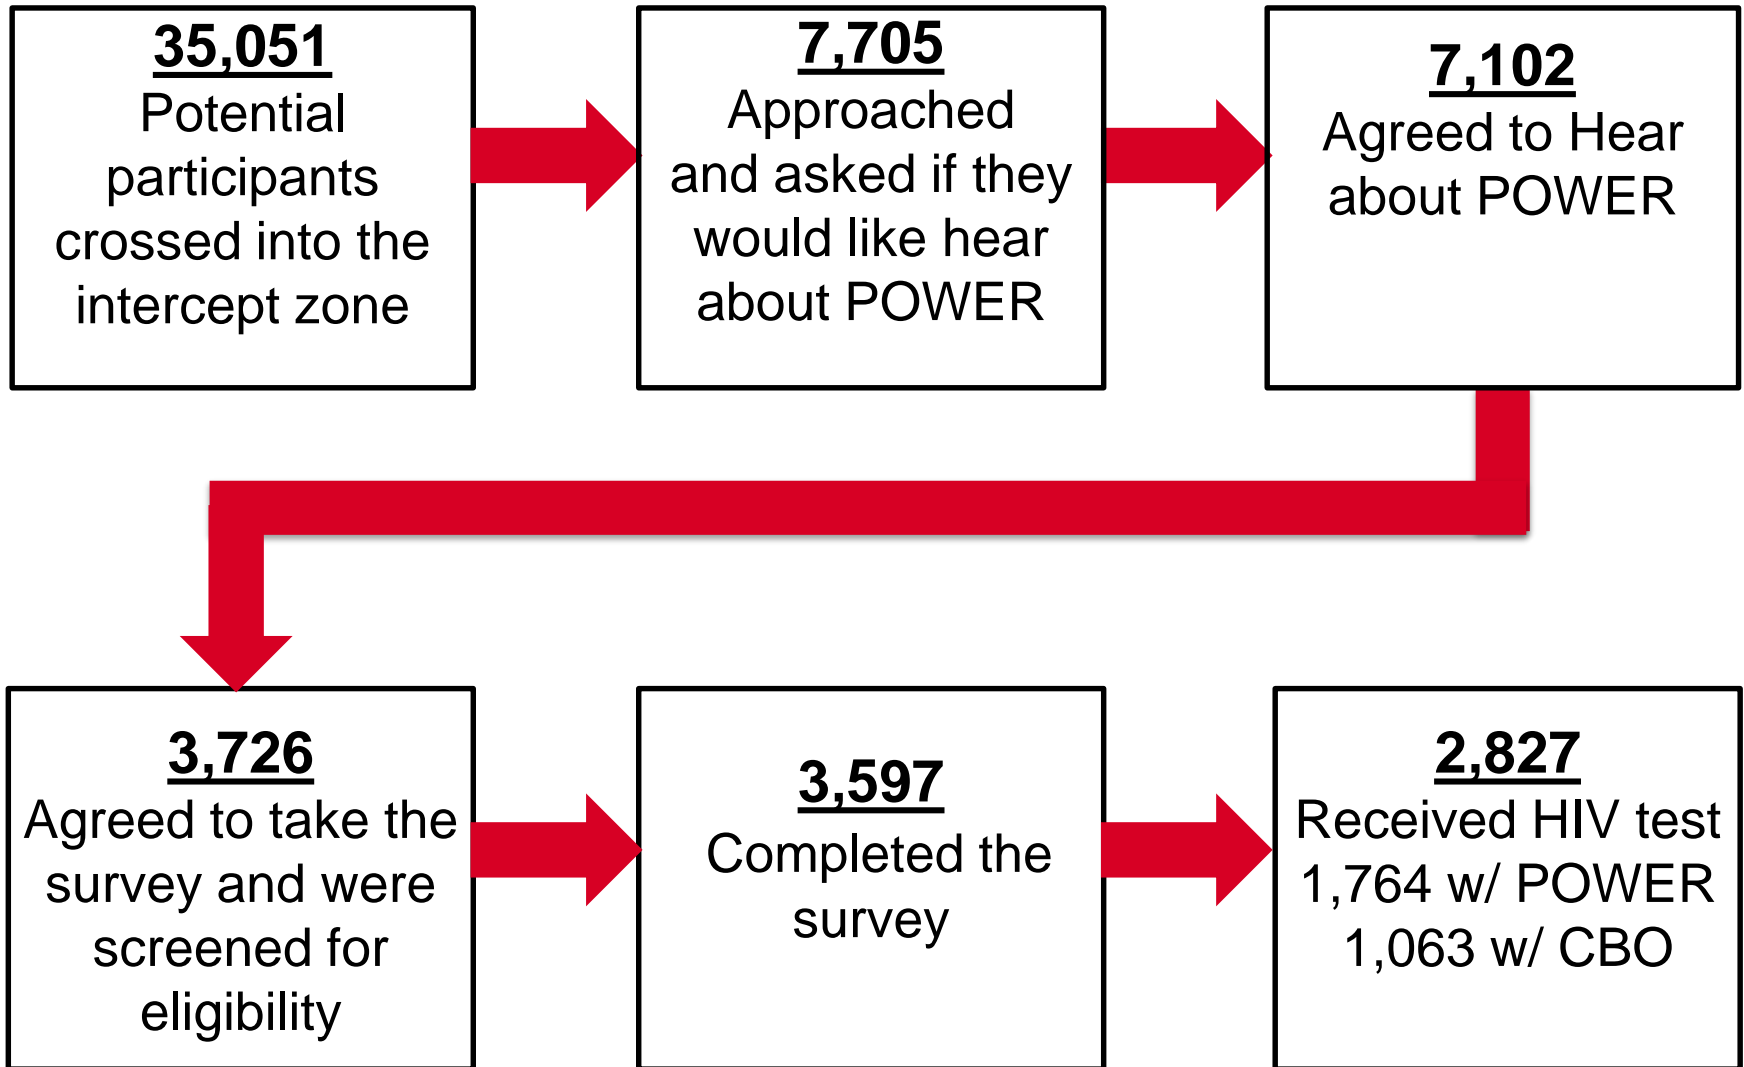 35,051
Potential
participants
crossed into the
intercept zone
7,705
Approached
and asked if they
would like hear
about POWER
7,102
Agreed to Hear
about POWER
3,726
Agreed to take the
survey and were
screened for
eligibility
3,597
Completed the
survey
2,827
Received HIV test
1,764 w/ POWER
1,063 w/ CBO